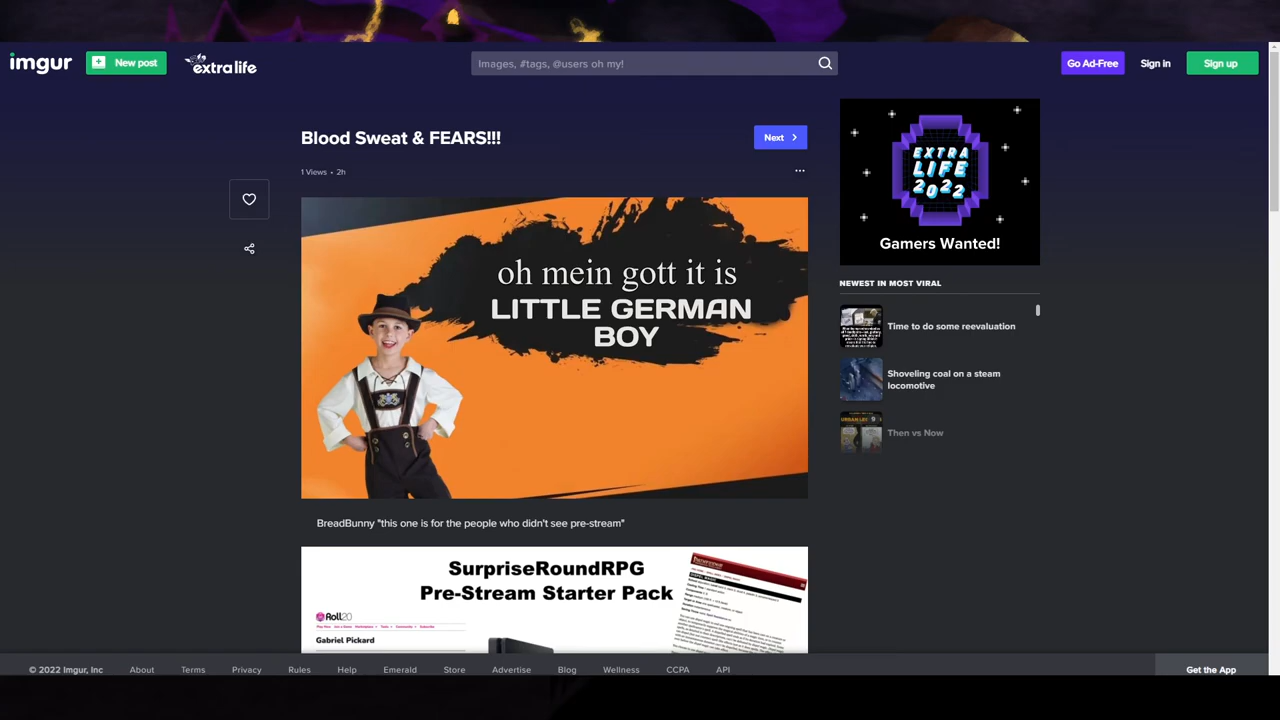 imgur
New post
extralife
Images, #tags, @users oh my!
Go Ad-Free
Sign in
Sign up
Blood Sweat & FEARS!!!
Next
1 Views • 2h
oh mein gott it is
LITTLE GERMAN
BOY
BreadBunny "this one is for the people who didn't see pre-stream"
SurpriseRoundRPG
Pre-Stream Starter Pack
Roll20
Gabriel Pickard
EXTRA
LIFE
2022
Gamers Wanted!
NEWEST IN MOST VIRAL
Time to do some reevaluation
Shoveling coal on a steam
locomotive
Then vs Now
© 2022 Imgur, Inc
About
Terms
Privacy
Rules
Help
Emerald
Store
Advertise
Blog
Wellness
CCPA
API
Get the App